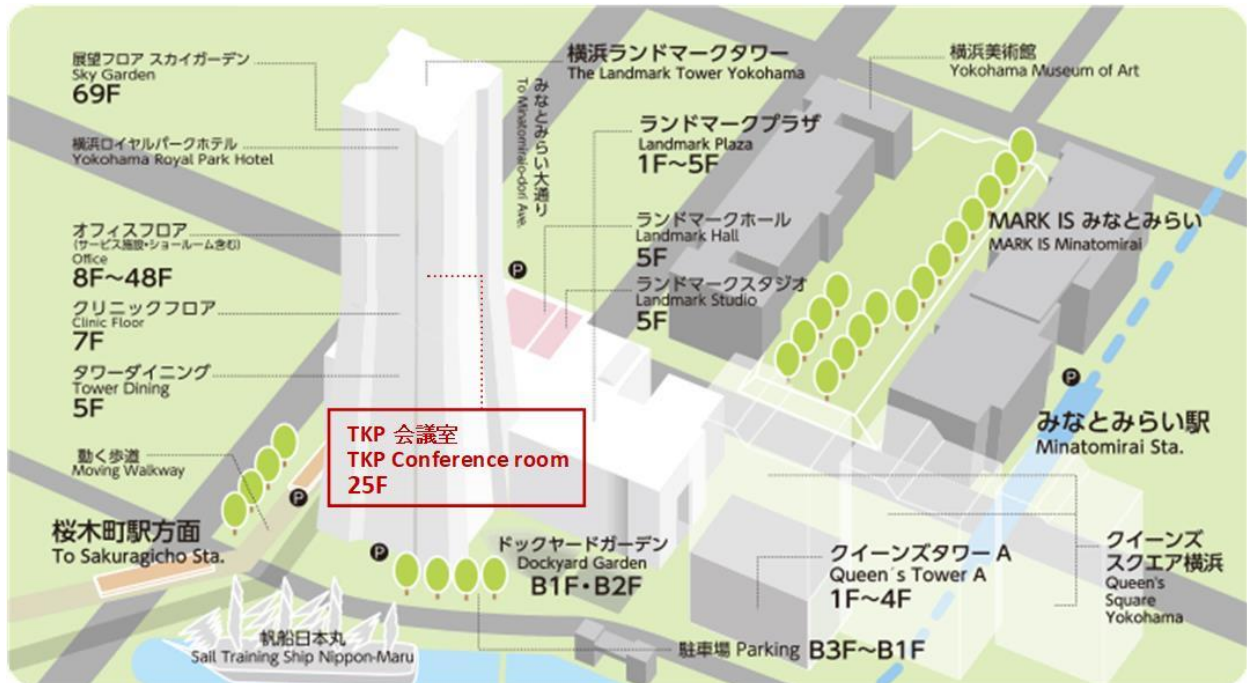 展望フロア スカイガーデン
Sky Garden
69F
横浜ロイヤルパークホテル
Yokohama Royal Park Hotel
オフィスフロア
(サービス施設・ショールーム含む)
Office
8F～48F
クリニックフロア
Clinic Floor
7F
タワーダイニング
Tower Dining
5F
動く歩道
Moving Walkway
桜木町駅方面
To Sakuragicho Sta.
帆船日本丸
Sail Training Ship Nippon-Maru
横浜ランドマークタワー
The Landmark Tower Yokohama
みなとみらい大通り
To Minatomiraio-dori Ave.
ランドマークプラザ
Landmark Plaza
1F～5F
ランドマークホール
Landmark Hall
5F
ランドマークスタジオ
Landmark Studio
5F
P
TKP 会議室
TKP Conference room
25F
P
P
ドックヤードガーデン
Dockyard Garden
B1F・B2F
駐車場 Parking B3F～B1F
横浜美術館
Yokohama Museum of Art
MARK IS みなとみらい
MARK IS Minatomirai
P
みなとみらい駅
Minatomirai Sta.
クイーンズタワー A
Queen's Tower A
1F～4F
クイーンズ
スクエア横浜
Queen's
Square
Yokohama